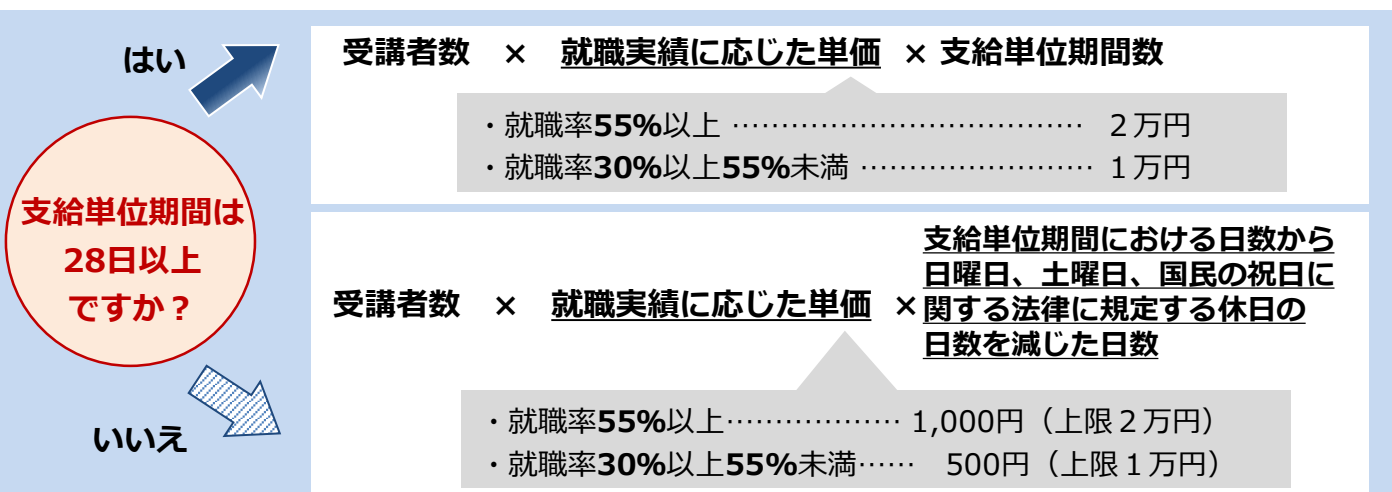 はい
受講者数 × 就職実績に応じた単価 × 支給単位期間数
・就職率55%以上 ………………………………… ２万円
・就職率30%以上55%未満 ……………………… １万円
支給単位期間は
28日以上
ですか？
受講者数 × 就職実績に応じた単価 ×
支給単位期間における日数から
日曜日、土曜日、国民の祝日に
関する法律に規定する休日の
日数を減じた日数
いいえ
・就職率55%以上……………… 1,000円（上限２万円）
・就職率30%以上55%未満…… 500円（上限１万円）